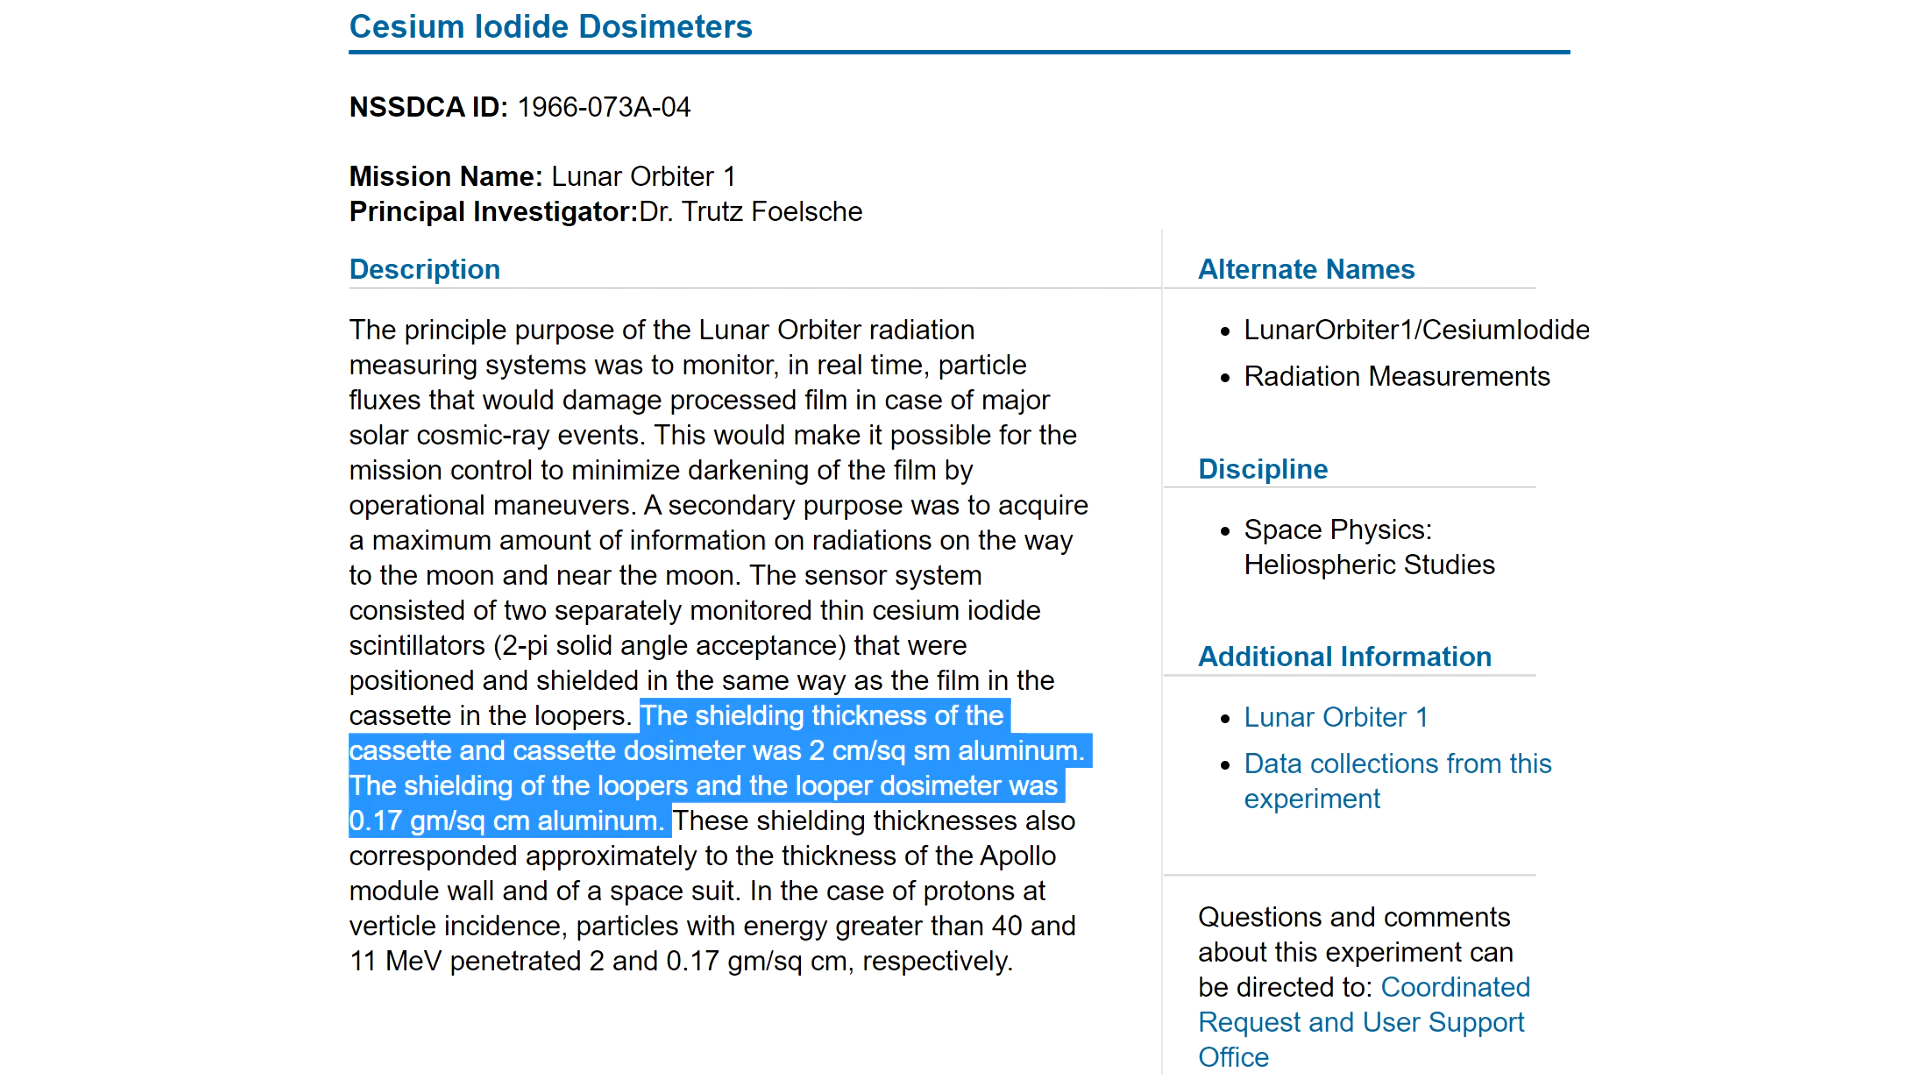 Cesium Iodide Dosimeters
NSSDCA ID: 1966-073A-04
Mission Name: Lunar Orbiter 1
Principal Investigator:Dr. Trutz Foelsche
Description
The principle purpose of the Lunar Orbiter radiation
measuring systems was to monitor, in real time, particle
fluxes that would damage processed film in case of major
solar cosmic-ray events. This would make it possible for the
mission control to minimize darkening of the film by
operational maneuvers. A secondary purpose was to acquire
a maximum amount of information on radiations on the way
to the moon and near the moon. The sensor system
consisted of two separately monitored thin cesium iodide
scintillators (2-pi solid angle acceptance) that were
positioned and shielded in the same way as the film in the
cassette in the loopers. The shielding thickness of the
cassette and cassette dosimeter was 2 cm/sq sm aluminum.
The shielding of the loopers and the looper dosimeter was
0.17 gm/sq cm aluminum. These shielding thicknesses also
corresponded approximately to the thickness of the Apollo
module wall and of a space suit. In the case of protons at
verticle incidence, particles with energy greater than 40 and
11 MeV penetrated 2 and 0.17 gm/sq cm, respectively.
Alternate Names
• LunarOrbiter1/CesiumIodide
• Radiation Measurements
Discipline
• Space Physics:
Heliospheric Studies
Additional Information
• Lunar Orbiter 1
• Data collections from this
experiment
Questions and comments
about this experiment can
be directed to: Coordinated
Request and User Support
Office